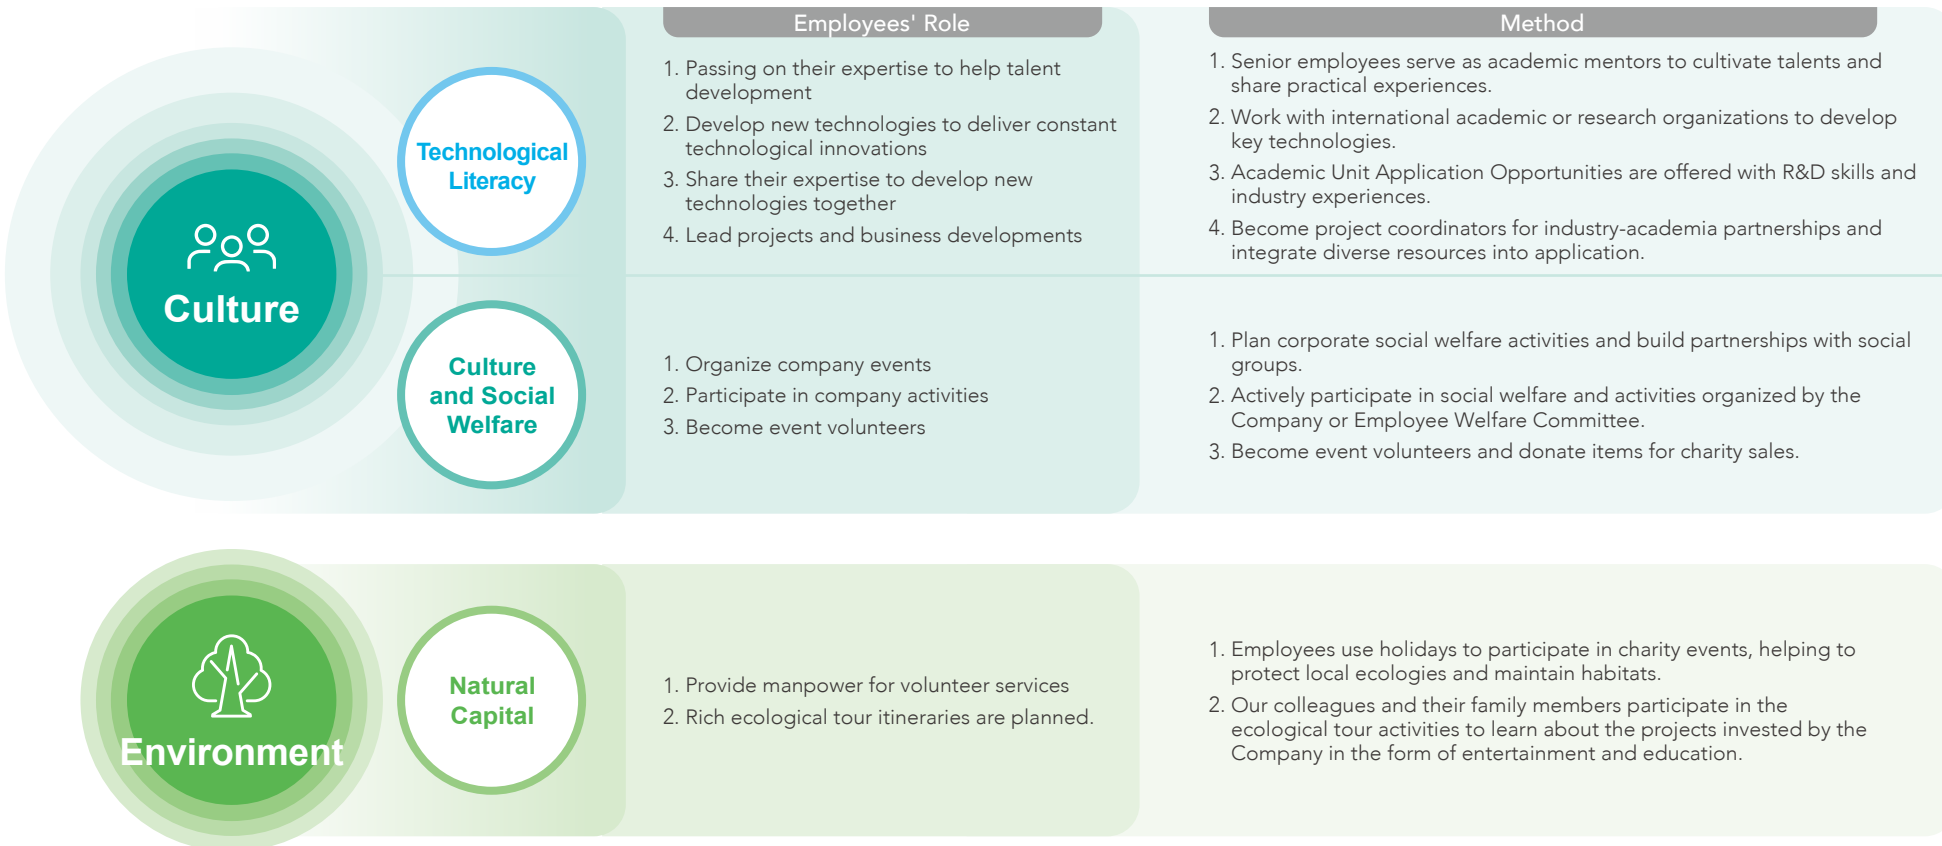 Employees' Role
Method
Culture
Technological
Literacy
1. Passing on their expertise to help talent
development
2. Develop new technologies to deliver constant
technological innovations
3. Share their expertise to develop new
technologies together
4. Lead projects and business developments
1. Senior employees serve as academic mentors to cultivate talents and
share practical experiences.
2. Work with international academic or research organizations to develop
key technologies.
3. Academic Unit Application Opportunities are offered with R&D skills and
industry experiences.
4. Become project coordinators for industry-academia partnerships and
integrate diverse resources into application.
Culture
and Social
Welfare
1. Organize company events
2. Participate in company activities
3. Become event volunteers
1. Plan corporate social welfare activities and build partnerships with social
groups.
2. Actively participate in social welfare and activities organized by the
Company or Employee Welfare Committee.
3. Become event volunteers and donate items for charity sales.
Environment
Natural
Capital
1. Provide manpower for volunteer services
2. Rich ecological tour itineraries are planned.
1. Employees use holidays to participate in charity events, helping to
protect local ecologies and maintain habitats.
2. Our colleagues and their family members participate in the
ecological tour activities to learn about the projects invested by the
Company in the form of entertainment and education.